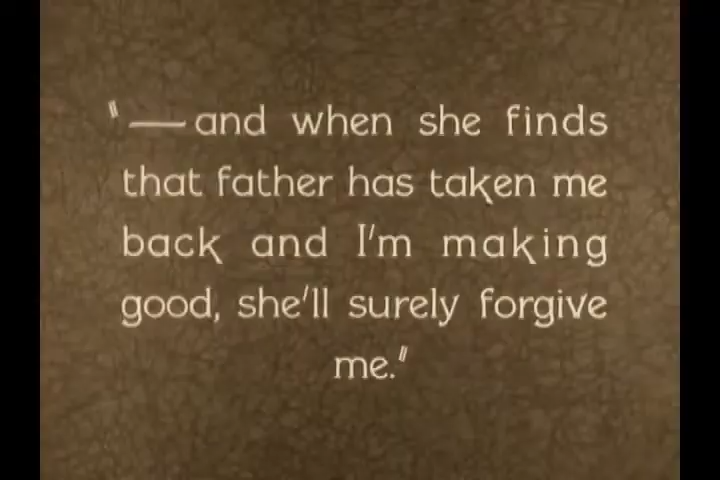 "—and when she finds
that father has taken me
back and I'm making
good, she'll surely forgive
me."